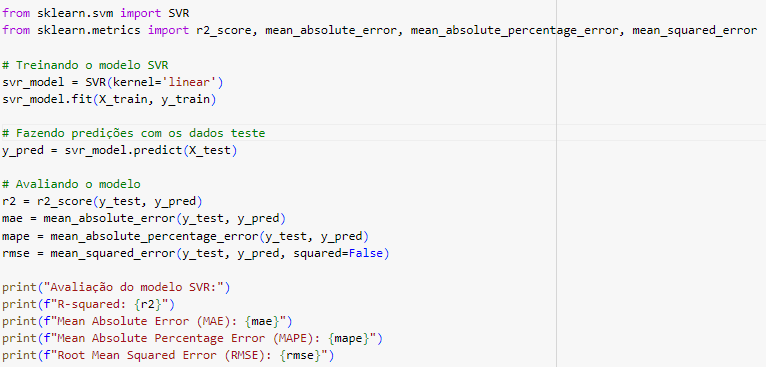 from sklearn.svm import SVR
from sklearn.metrics import r2_score, mean_absolute_error, mean_absolute_percentage_error, mean_squared_error
# Treinando o modelo SVR
svr_model = SVR(kernel='linear')
svr_model.fit(X_train, y_train)
# Fazendo predições com os dados teste
y_pred = svr_model.predict(X_test)
# Avaliando o modelo
r2 = r2_score(y_test, y_pred)
mae = mean_absolute_error(y_test, y_pred)
mape = mean_absolute_percentage_error(y_test, y_pred)
rmse = mean_squared_error(y_test, y_pred, squared=False)
print("Avaliação do modelo SVR:")
print(f"R-squared: {r2}")
print(f"Mean Absolute Error (MAE): {mae}")
print(f"Mean Absolute Percentage Error (MAPE): {mape}")
print(f"Root Mean Squared Error (RMSE): {rmse}")